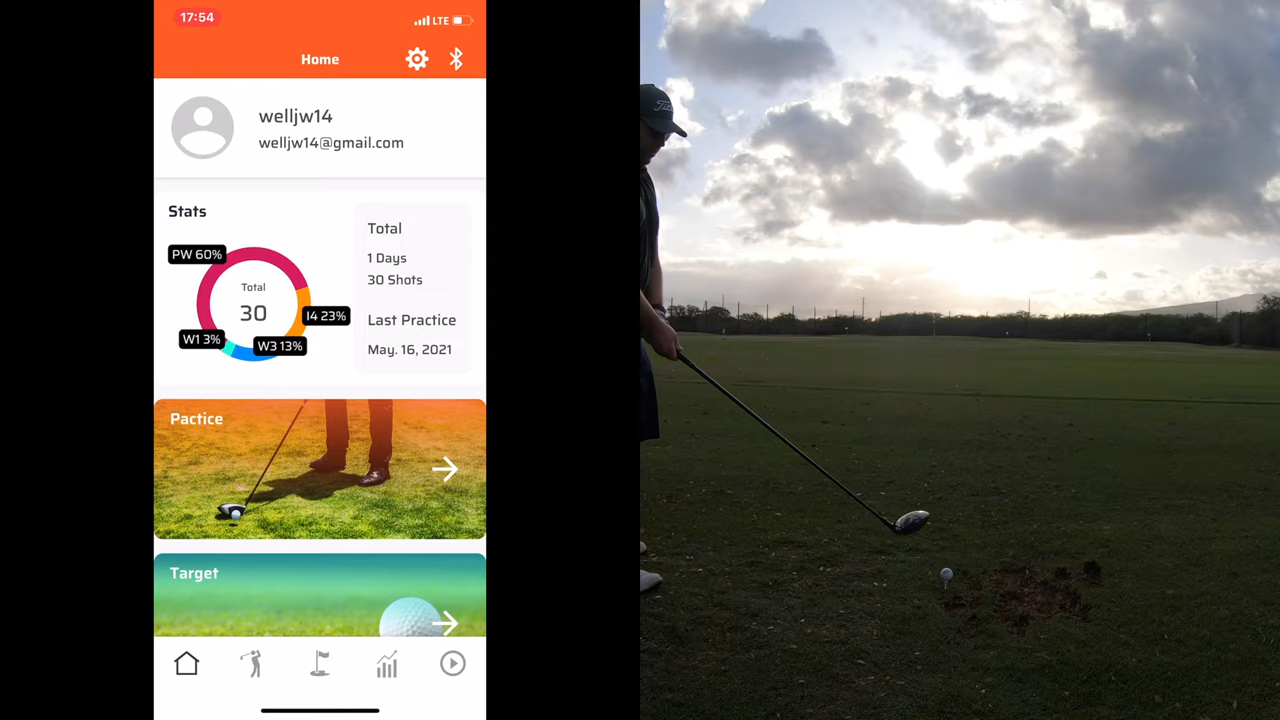 17:54
LTE
Home
welljw14
welljw14@gmail.com
Stats
PW 60%
Total
30
I4 23%
W1 3%
W3 13%
Total
1 Days
30 Shots
Last Practice
May. 16, 2021
Pactice
Target